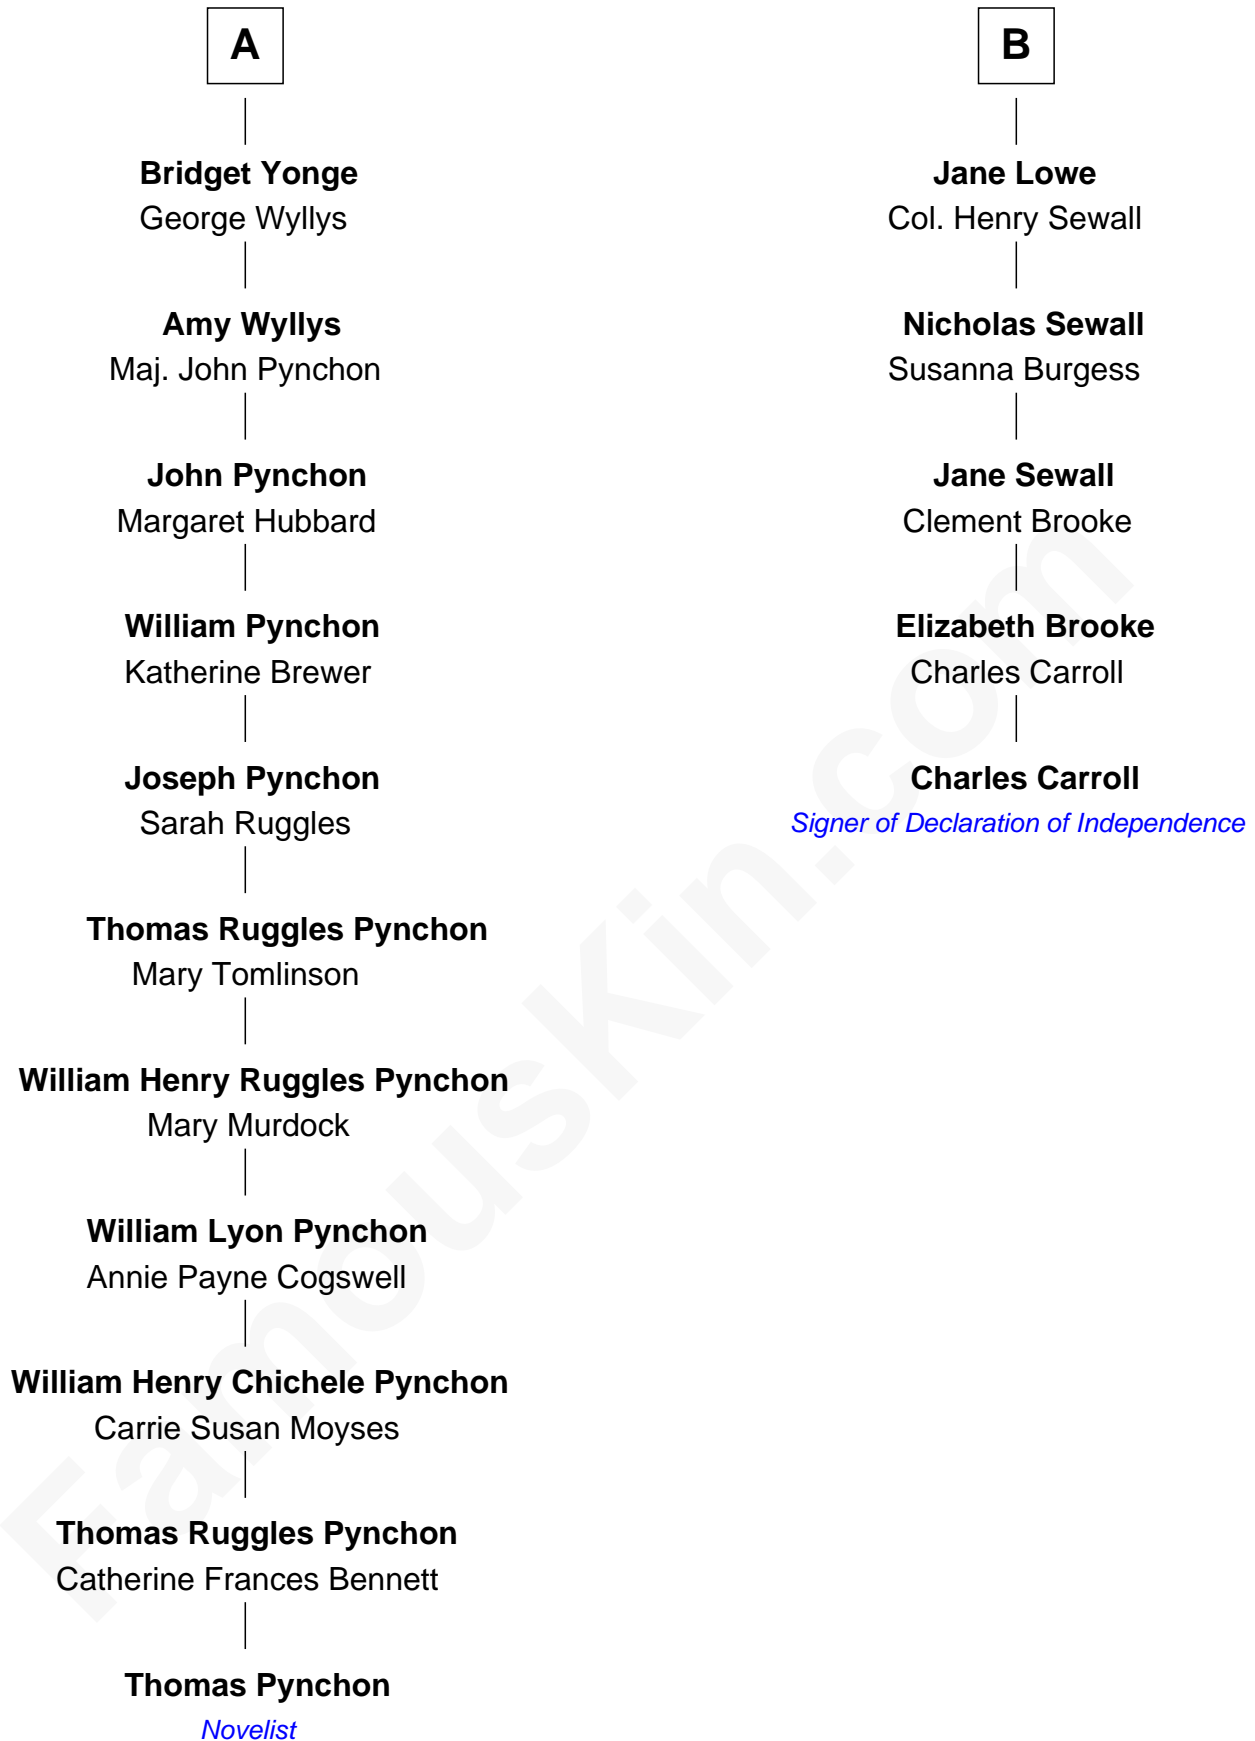 A
Bridget Yonge
George Wyllys
Amy Wyllys
Maj. John Pynchon
John Pynchon
Margaret Hubbard
William Pynchon
Katherine Brewer
Joseph Pynchon
Sarah Ruggles
Thomas Ruggles Pynchon
Mary Tomlinson
William Henry Ruggles Pynchon
Mary Murdock
William Lyon Pynchon
Annie Payne Cogswell
William Henry Chichele Pynchon
Carrie Susan Moyses
Thomas Ruggles Pynchon
Catherine Frances Bennett
Thomas Pynchon
Novelist
B
Jane Lowe
Col. Henry Sewall
Nicholas Sewall
Susanna Burgess
Jane Sewall
Clement Brooke
Elizabeth Brooke
Charles Carroll
Charles Carroll
Signer of Declaration of Independence
FamousKin.com